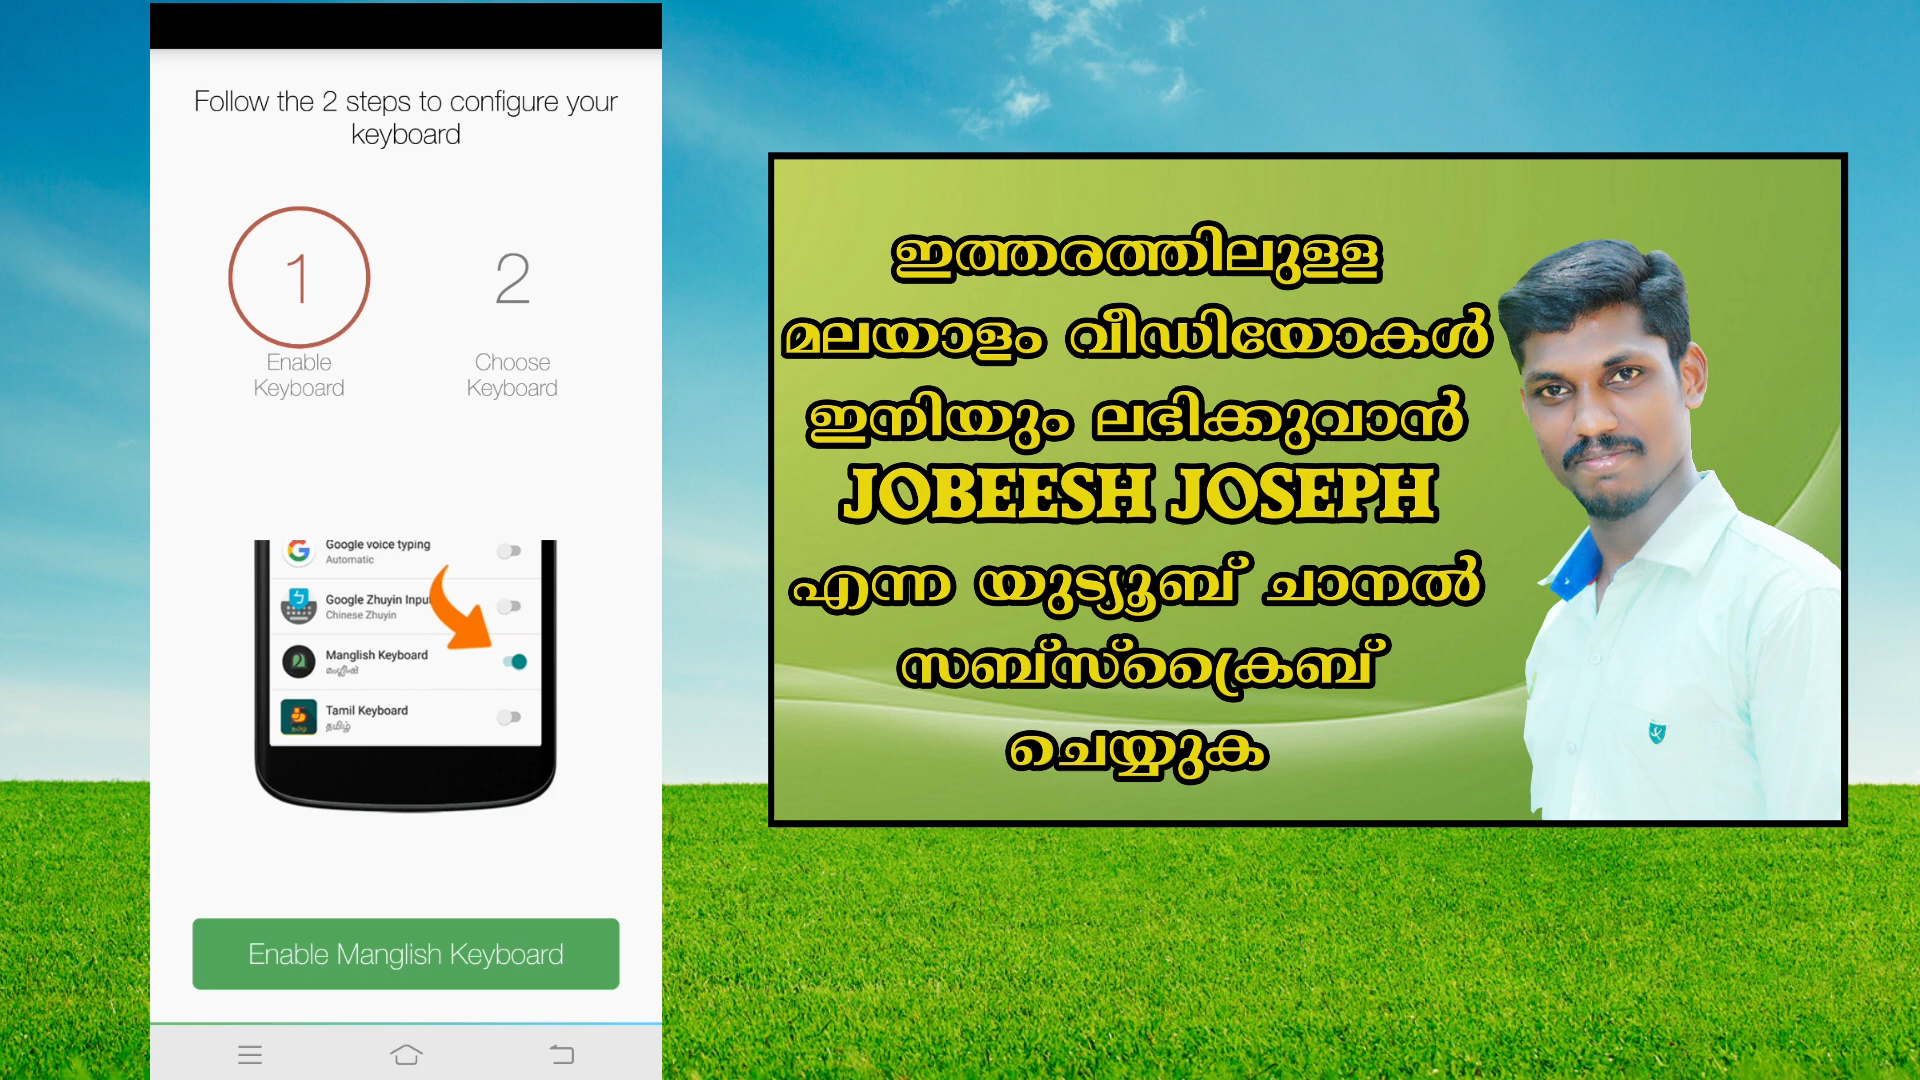 Follow the 2 steps to configure your
keyboard
1
2
Enable
Keyboard
Choose
Keyboard
Google voice typing
Automatic
Google Zhuyin Input
Chinese Zhuyin
Manglish Keyboard
മംഗ്ലീഷ്
Tamil Keyboard
தமிழ்
Enable Manglish Keyboard
ഇത്തരത്തിലുളള
മലയാളം വീഡിയോകൾ
ഇനിയും ലഭിക്കുവാൻ
JOBEESH JOSEPH
എന്ന യുട്യൂബ് ചാനൽ
സബ്സ്ക്രൈബ്
ചെയ്യുക